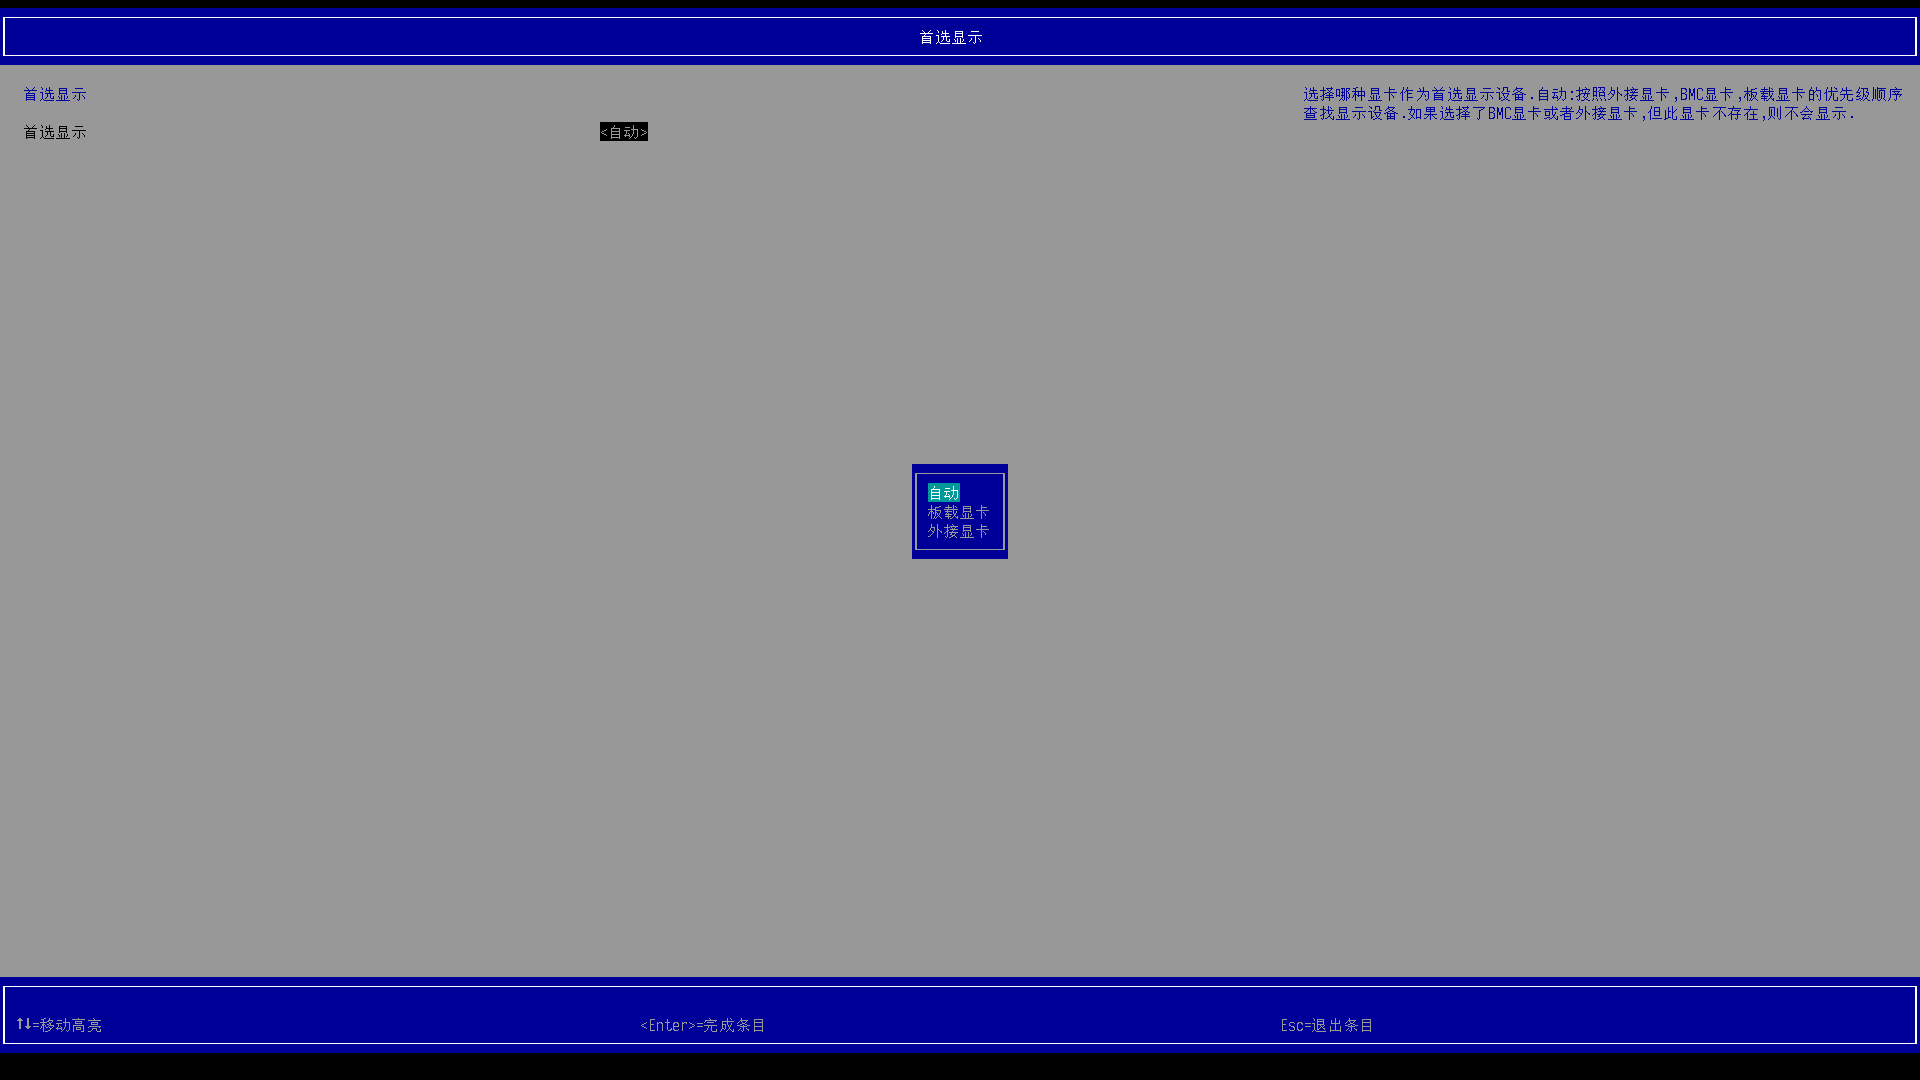 首选显示
首选显示
首选显示 <自动>
选择哪种显卡作为首选显示设备.自动:按照外接显卡,BMC显卡,板载显卡的优先级顺序
查找显示设备.如果选择了BMC显卡或者外接显卡,但此显卡不存在,则不会显示.
自动
板载显卡
外接显卡
↑↓=移动高亮 <Enter>=完成条目 Esc=退出条目